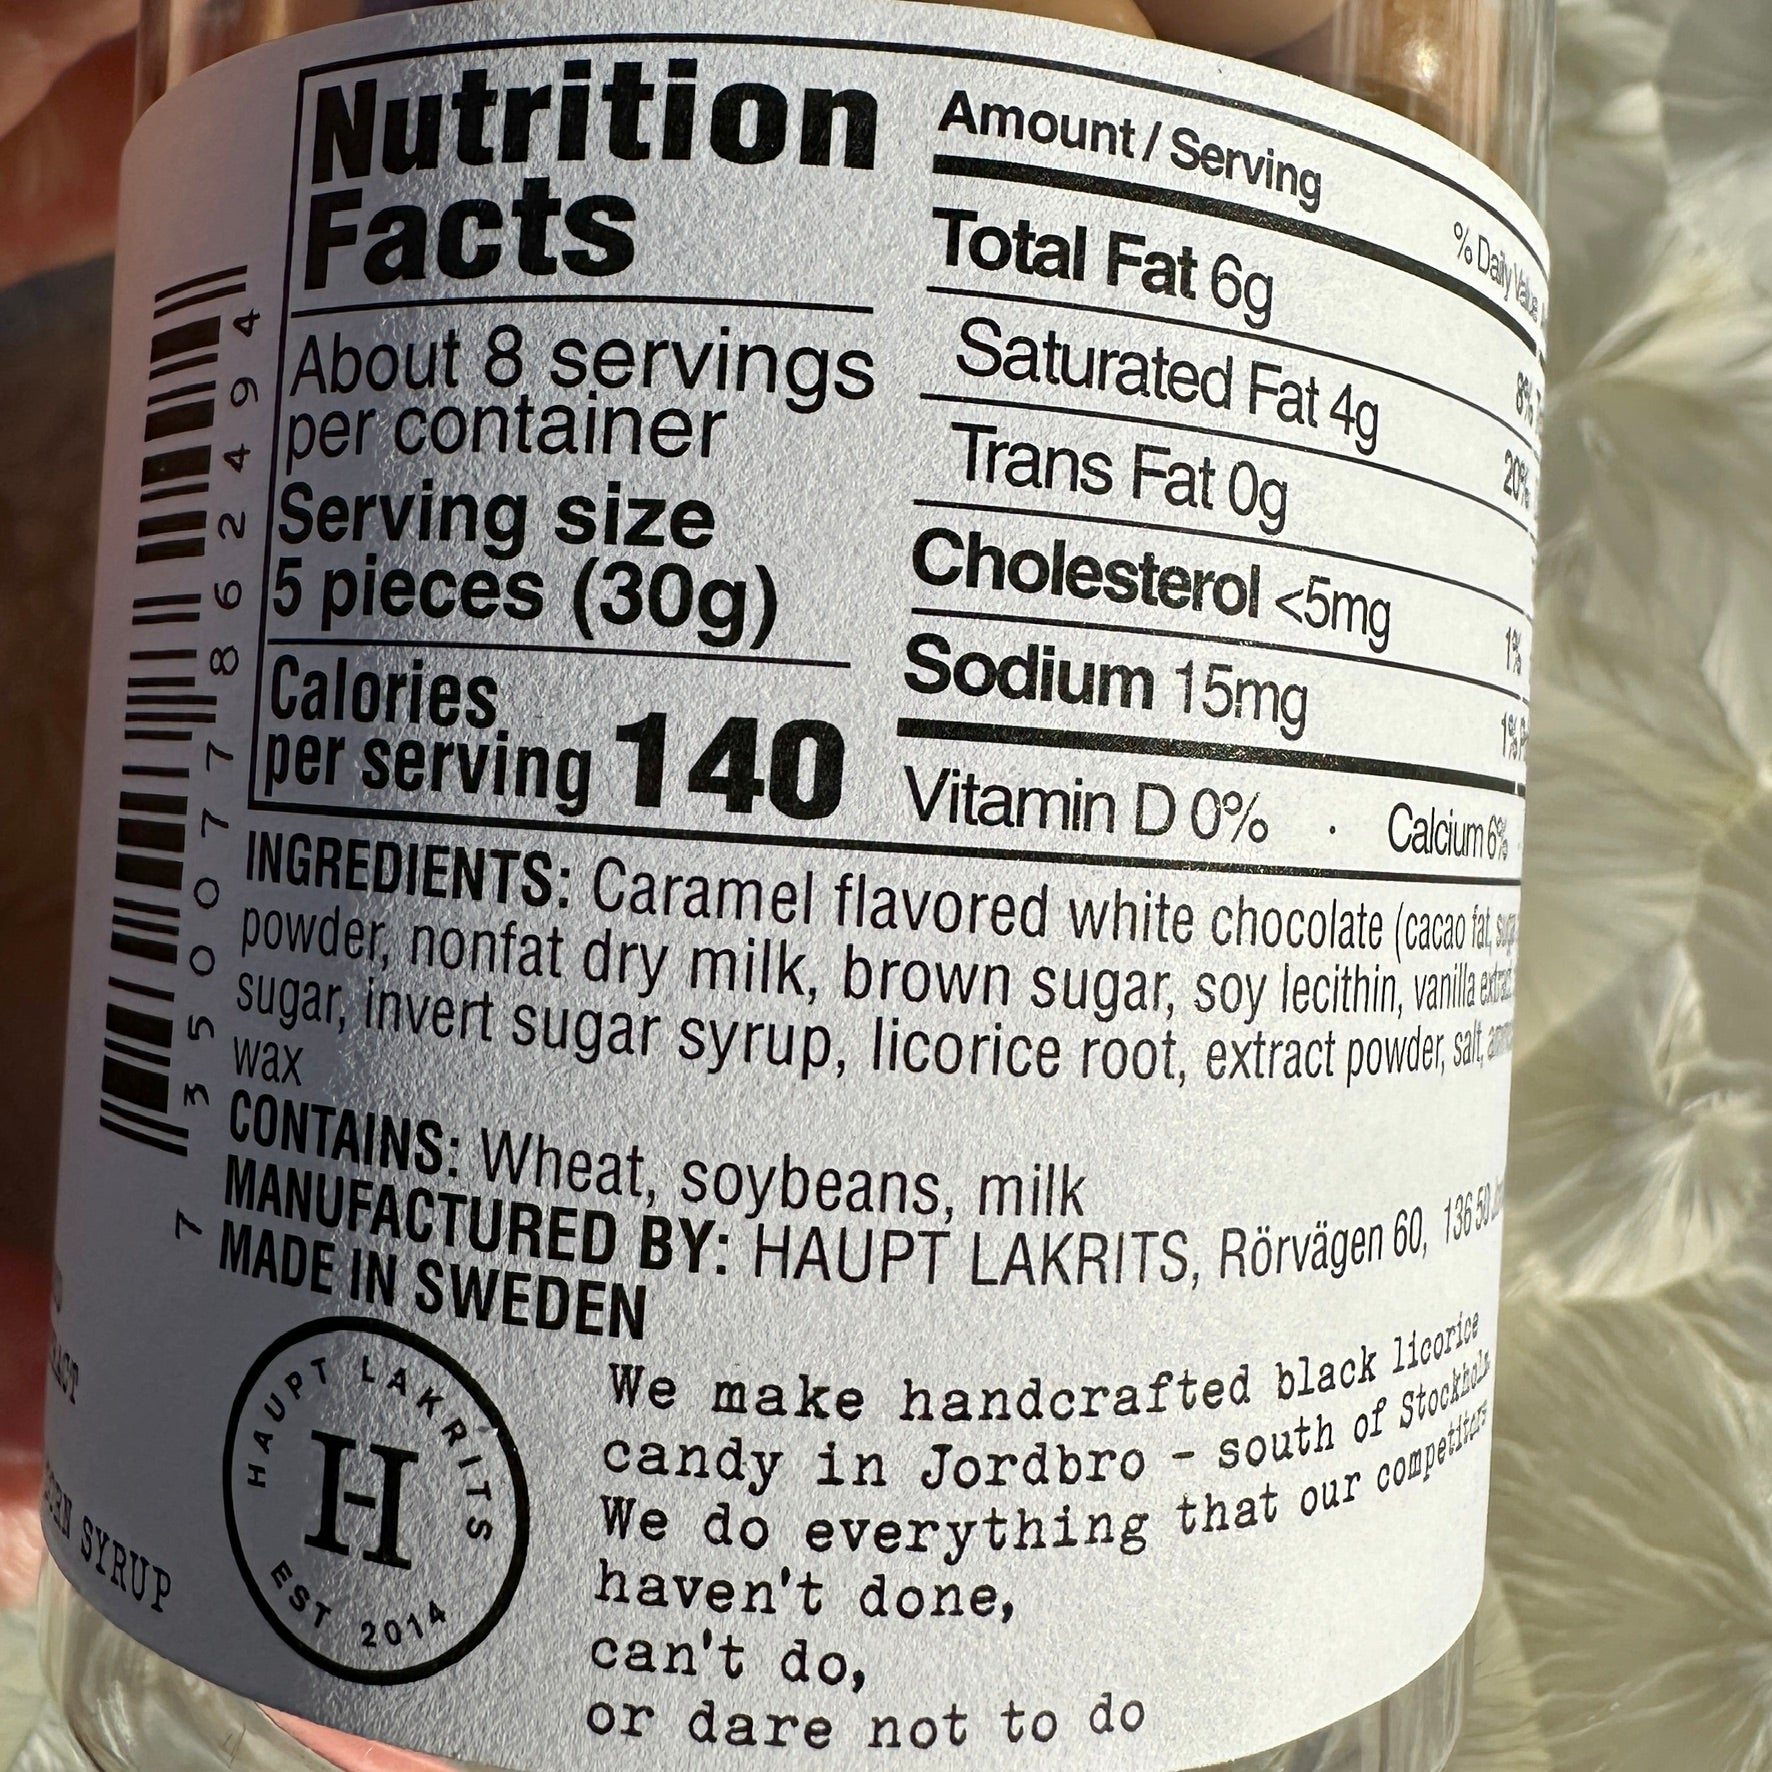 Nutrition
Facts
About 8 servings
per container
Serving size
5 pieces (30g)
Calories
per serving 140
Amount / Serving
% Daily Value
Total Fat 6g 8%
Saturated Fat 4g 20%
Trans Fat 0g
Cholesterol <5mg 1%
Sodium 15mg 1%
Vitamin D 0% · Calcium 6%
INGREDIENTS: Caramel flavored white chocolate (cacao fat,
powder, nonfat dry milk, brown sugar, soy lecithin, vanilla
sugar, invert sugar syrup, licorice root, extract powder, salt,
wax
CONTAINS: Wheat, soybeans, milk
MANUFACTURED BY: HAUPT LAKRITS, Rörvägen 60, 136 50
MADE IN SWEDEN
HAUPT LAKRITS
H
EST 2014
We make handcrafted black licorice
candy in Jordbro - south of Stockholm
We do everything that our competitors
haven't done,
can't do,
or dare not to do
7 35007786249 4
SYRUP